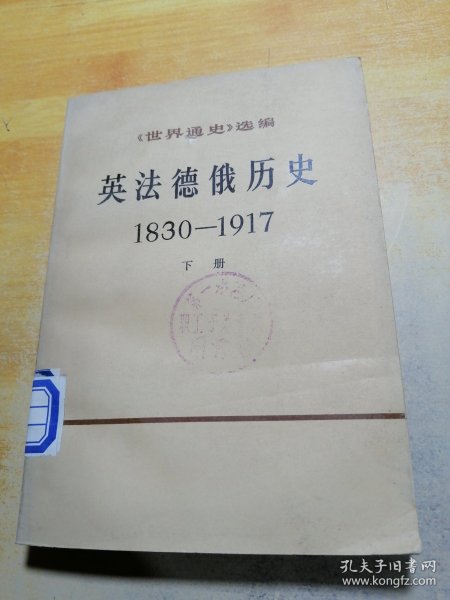 《世界通史》选编
英法德俄历史
1830—1917
下册
孔夫子旧书网
www.kongfz.com